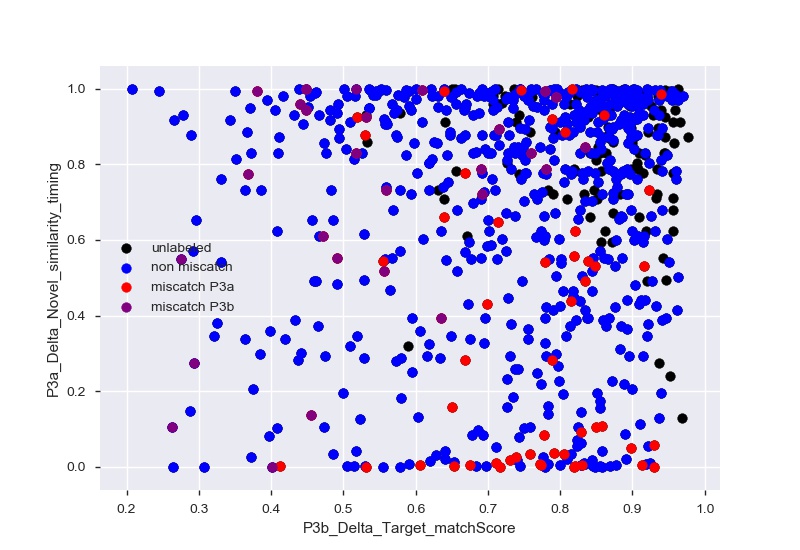 1.0
0.8
0.6
0.4
0.2
0.0
P3a_Delta_Novel_similarity_timing
unlabeled
non miscatch
miscatch P3a
miscatch P3b
0.2 0.3 0.4 0.5 0.6 0.7 0.8 0.9 1.0
P3b_Delta_Target_matchScore